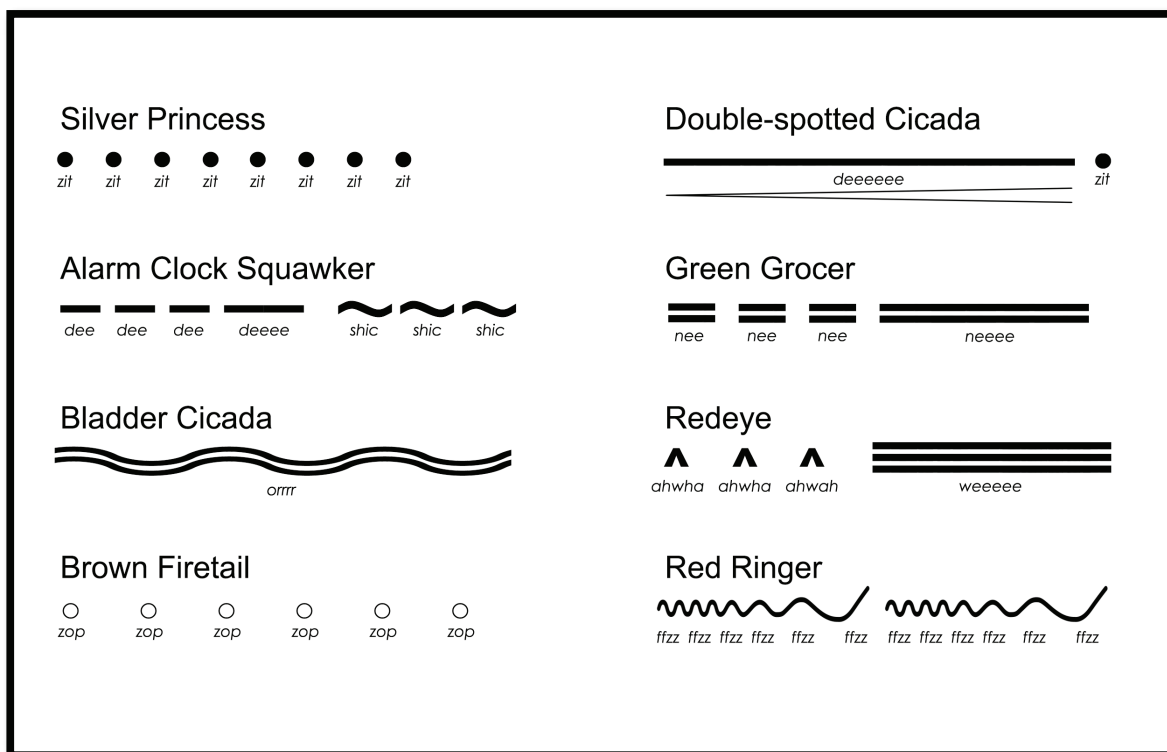 Silver Princess
zit zit zit zit zit zit zit zit
Alarm Clock Squawker
dee dee dee deeee shic shic shic
Bladder Cicada
orrrr
Brown Firetail
zop zop zop zop zop zop
Double-spotted Cicada
deeeeee zit
Green Grocer
nee nee nee neeee
Redeye
ahwha ahwha ahwah weeeee
Red Ringer
ffzz ffzz ffzz ffzz ffzz ffzz ffzz ffzz ffzz ffzz ffzz ffzz